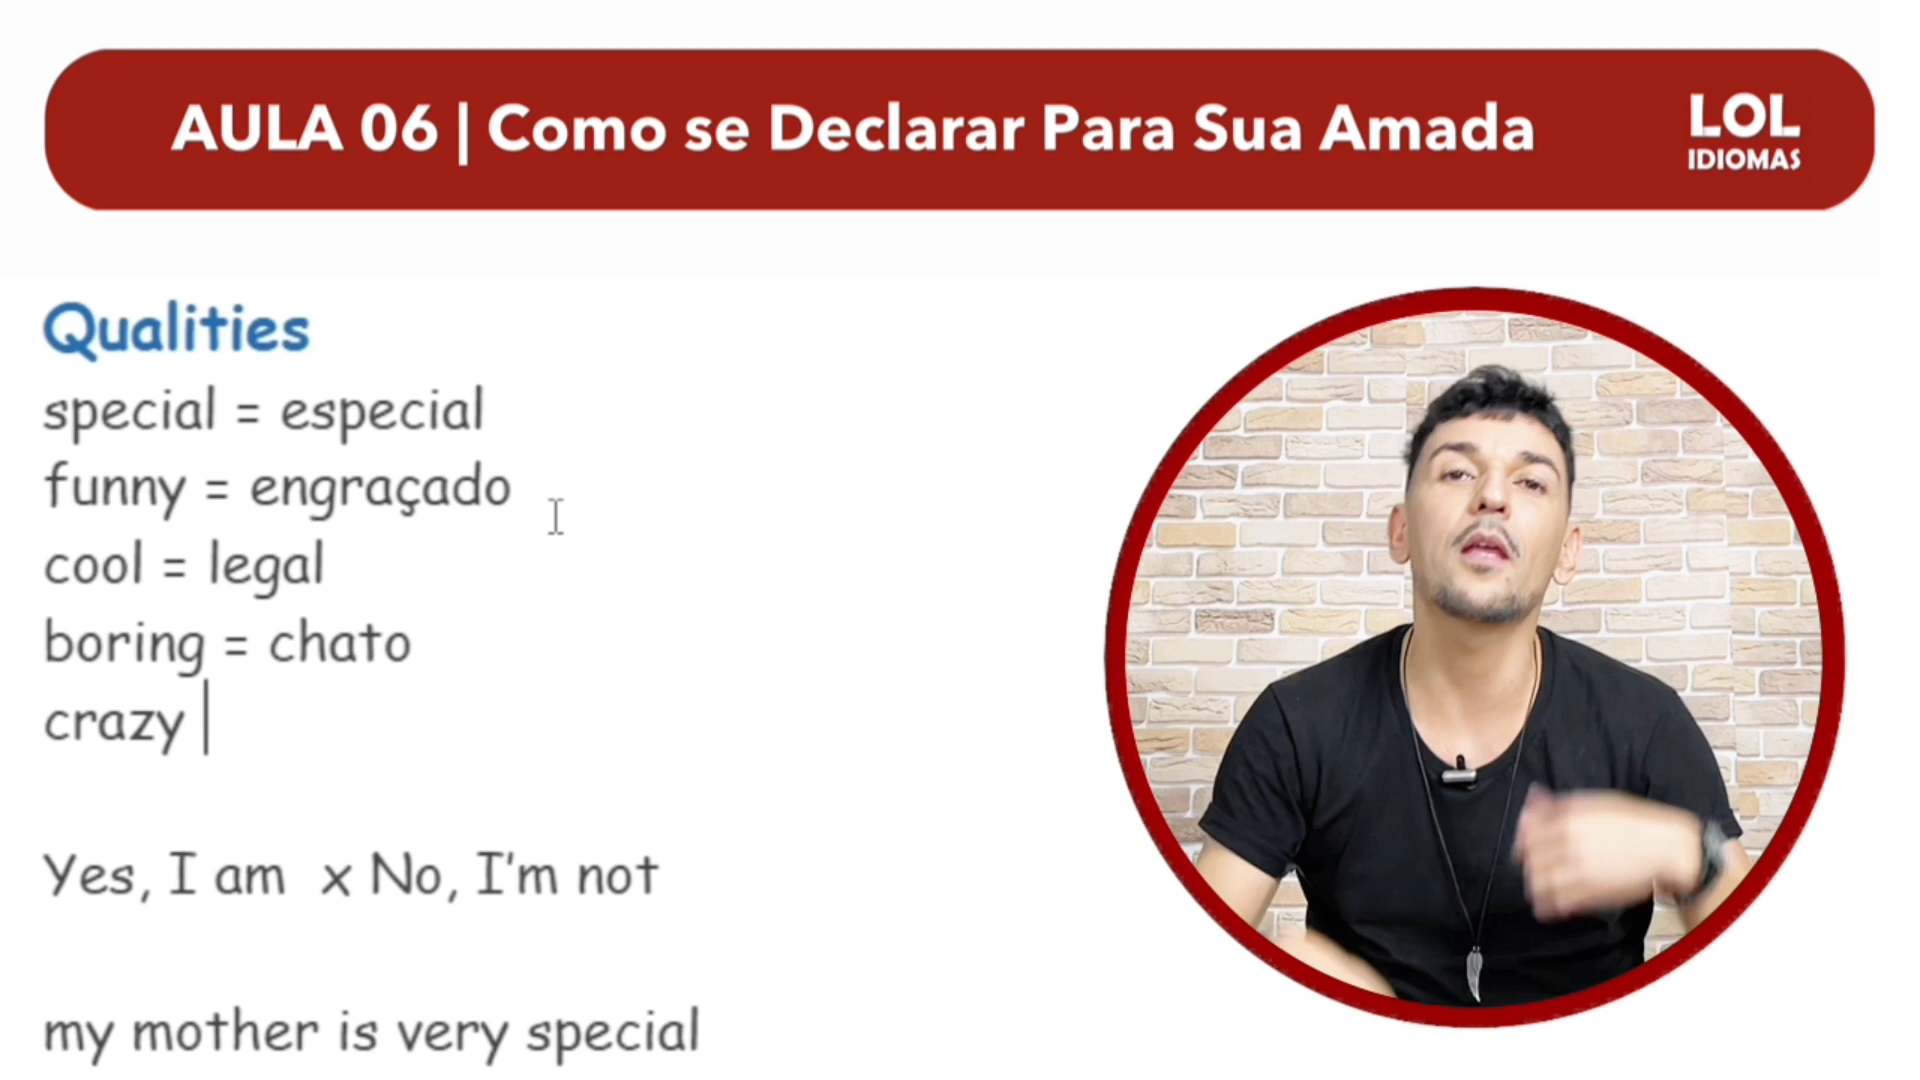 AULA 06 | Como se Declarar Para Sua Amada
LOL
IDIOMAS
Qualities
special = especial
funny = engraçado
cool = legal
boring = chato
crazy
Yes, I am  x No, I'm not
my mother is very special